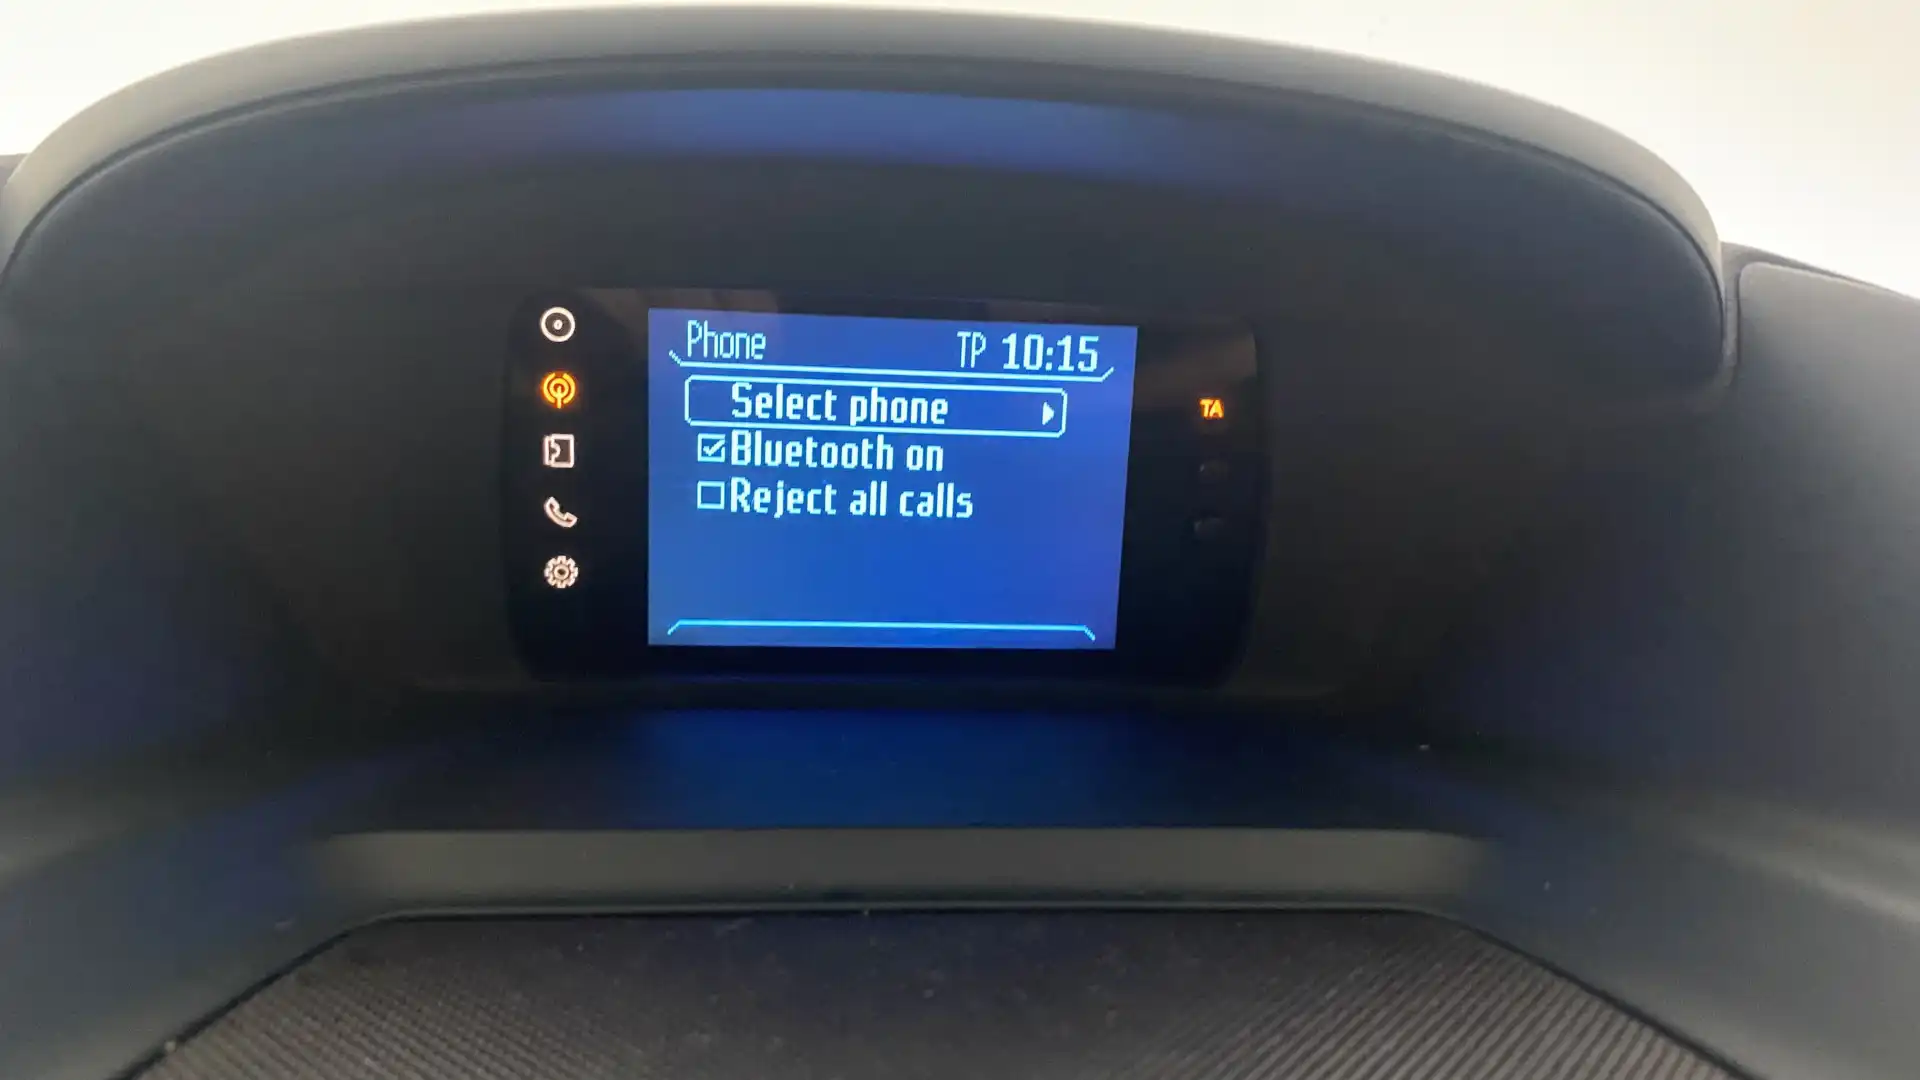 Phone TP 10:15
Select phone
TA
Bluetooth on
Reject all calls